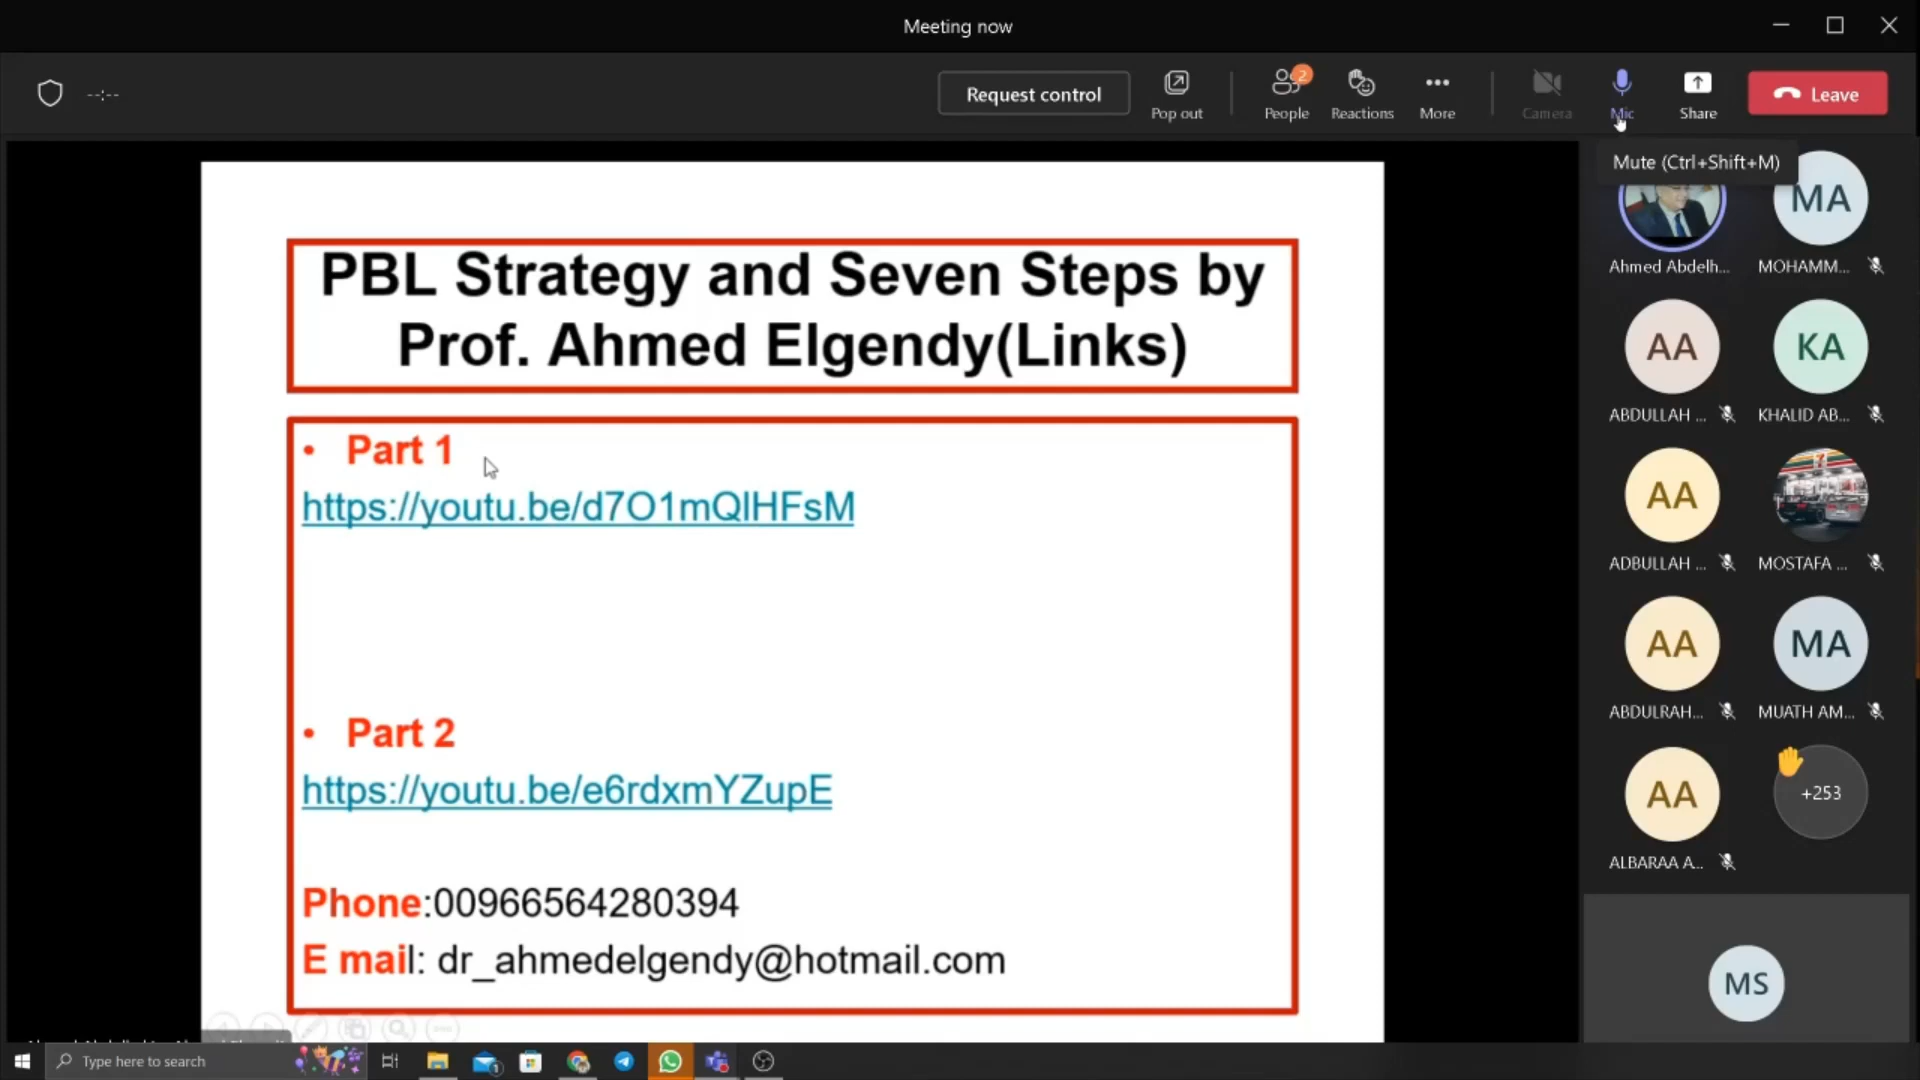 Meeting now
--:--
Request control
Pop out
2
People
Reactions
More
Camera
Mic
Share
Leave
Mute (Ctrl+Shift+M)
PBL Strategy and Seven Steps by
Prof. Ahmed Elgendy(Links)
• Part 1
https://youtu.be/d7O1mQlHFsM
• Part 2
https://youtu.be/e6rdxmYZupE
Phone:00966564280394
E mail: dr_ahmedelgendy@hotmail.com
Ahmed Abdelh...
MA
MOHAMM...
AA
ABDULLAH ...
KA
KHALID AB...
AA
ADBULLAH ...
MOSTAFA ...
AA
ABDULRAH...
MA
MUATH AM...
AA
ALBARAA A...
+253
MS
Type here to search
1